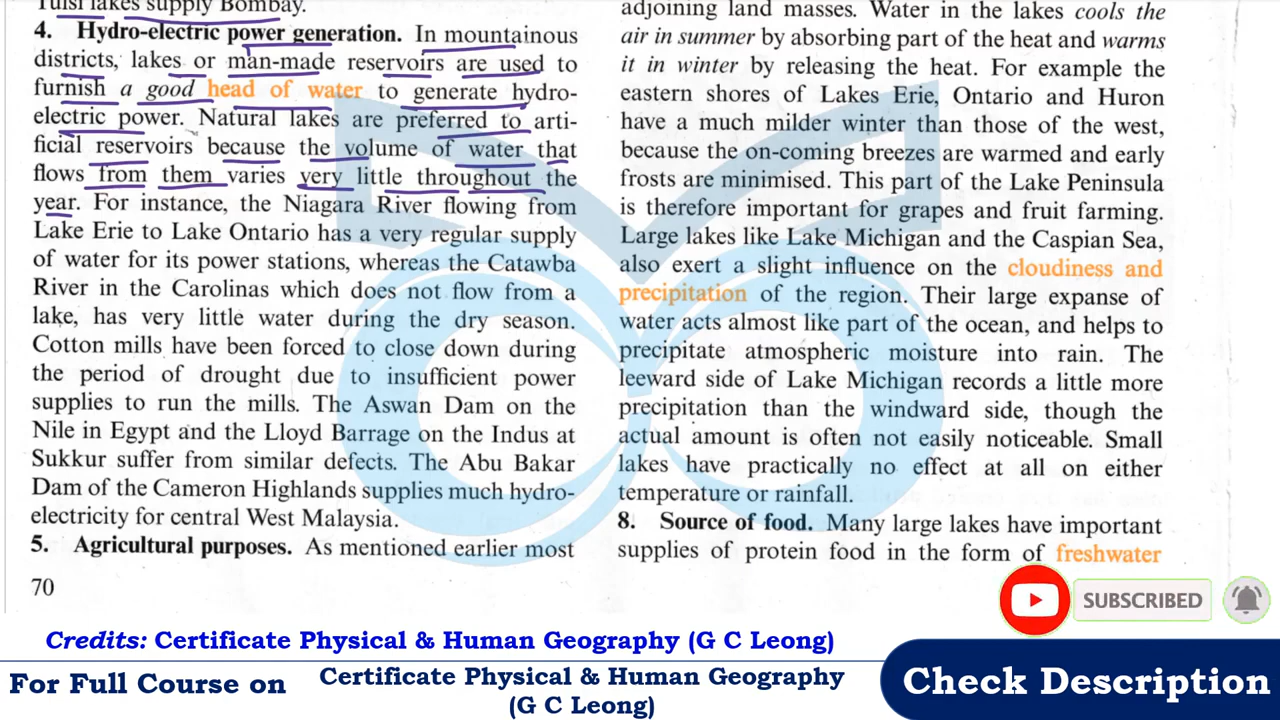 Tulsi lakes supply Bombay.
4. Hydro-electric power generation. In mountainous
districts, lakes or man-made reservoirs are used to
furnish a good head of water to generate hydro-
electric power. Natural lakes are preferred to arti-
ficial reservoirs because the volume of water that
flows from them varies very little throughout the
year. For instance, the Niagara River flowing from
Lake Erie to Lake Ontario has a very regular supply
of water for its power stations, whereas the Catawba
River in the Carolinas which does not flow from a
lake, has very little water during the dry season.
Cotton mills have been forced to close down during
the period of drought due to insufficient power
supplies to run the mills. The Aswan Dam on the
Nile in Egypt and the Lloyd Barrage on the Indus at
Sukkur suffer from similar defects. The Abu Bakar
Dam of the Cameron Highlands supplies much hydro-
electricity for central West Malaysia.
5. Agricultural purposes. As mentioned earlier most
70
adjoining land masses. Water in the lakes cools the
air in summer by absorbing part of the heat and warms
it in winter by releasing the heat. For example the
eastern shores of Lakes Erie, Ontario and Huron
have a much milder winter than those of the west,
because the on-coming breezes are warmed and early
frosts are minimised. This part of the Lake Peninsula
is therefore important for grapes and fruit farming.
Large lakes like Lake Michigan and the Caspian Sea,
also exert a slight influence on the cloudiness and
precipitation of the region. Their large expanse of
water acts almost like part of the ocean, and helps to
precipitate atmospheric moisture into rain. The
leeward side of Lake Michigan records a little more
precipitation than the windward side, though the
actual amount is often not easily noticeable. Small
lakes have practically no effect at all on either
temperature or rainfall.
8. Source of food. Many large lakes have important
supplies of protein food in the form of freshwater
SUBSCRIBED
Credits: Certificate Physical & Human Geography (G C Leong)
For Full Course on
Certificate Physical & Human Geography
(G C Leong)
Check Description